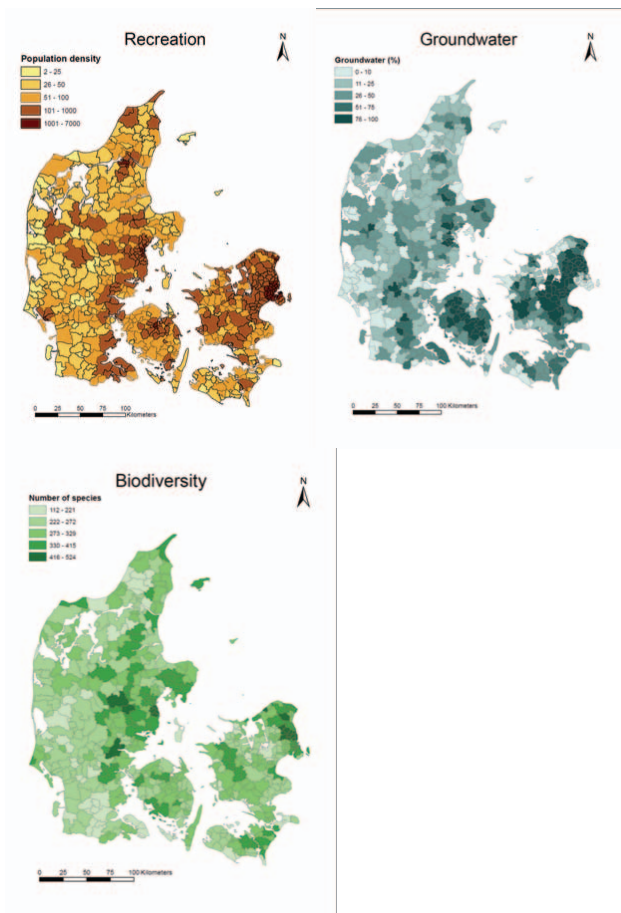 Recreation
N
Population density
2 - 25
26 - 50
51 - 100
101 - 1000
1001 - 7000
0 25 50 75 100
Kilometers
Groundwater
N
Groundwater (%)
0 - 10
11 - 25
26 - 50
51 - 75
76 - 100
0 25 50 75 100 Kilometers
Biodiversity
N
Number of species
112 - 221
222 - 272
273 - 329
330 - 415
416 - 524
0 25 50 75 100
Kilometers